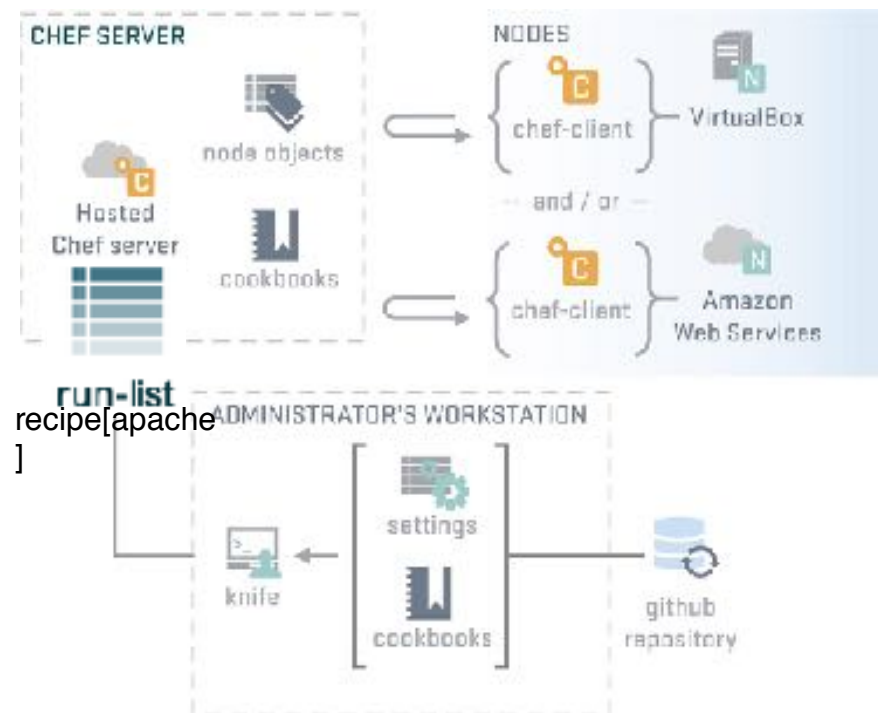 CHEF SERVER
node objects
Hosted
Chef server
cookbooks
NODES
C
chef-client
N
VirtualBox
and / or
C
chef-client
N
Amazon
Web Services
C
run-list
recipe[apache
]
ADMINISTRATOR'S WORKSTATION
settings
>_
knife
cookbooks
github
repository